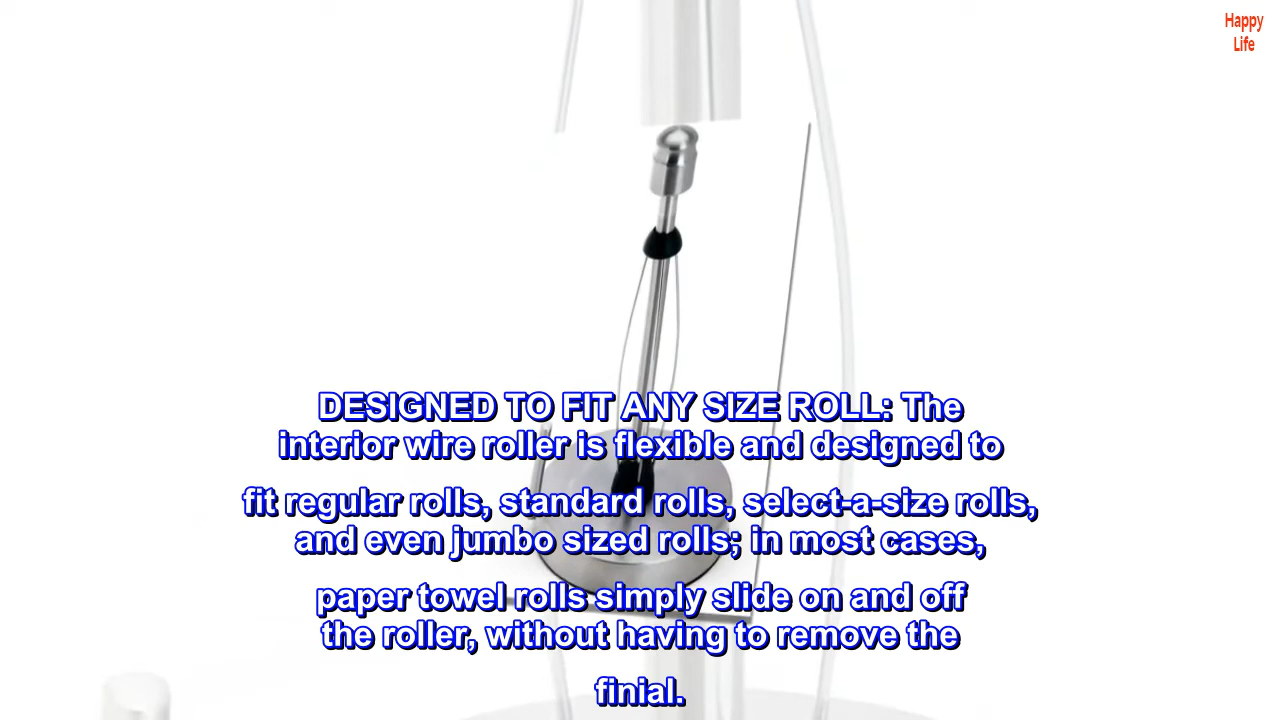 Happy
Life
DESIGNED TO FIT ANY SIZE ROLL: The
interior wire roller is flexible and designed to
fit regular rolls, standard rolls, select-a-size rolls,
and even jumbo sized rolls; in most cases,
paper towel rolls simply slide on and off
the roller, without having to remove the
finial.